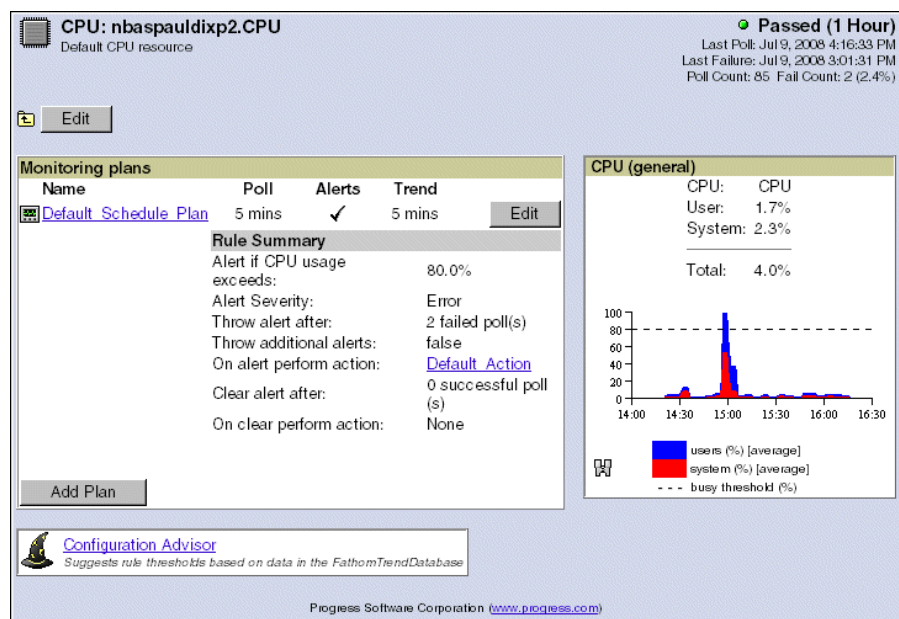 CPU: nbaspauldixp2.CPU
Default CPU resource
Passed (1 Hour)
Last Poll: Jul 9, 2008 4:16:33 PM
Last Failure: Jul 9, 2008 3:01:31 PM
Poll Count: 85 Fail Count: 2 (2.4%)
Edit
Monitoring plans
Name Poll Alerts Trend
Default Schedule Plan 5 mins ✓ 5 mins Edit
Rule Summary
Alert if CPU usage
exceeds: 80.0%
Alert Severity: Error
Throw alert after: 2 failed poll(s)
Throw additional alerts: false
On alert perform action: Default Action
Clear alert after: 0 successful poll
(s)
On clear perform action: None
Add Plan
CPU (general)
CPU: CPU
User: 1.7%
System: 2.3%
Total: 4.0%
100
80
60
40
20
0
14:00 14:30 15:00 15:30 16:00 16:30
users (%) [average]
system (%) [average]
busy threshold (%)
Configuration Advisor
Suggests rule thresholds based on data in the FathomTrendDatabase
Progress Software Corporation (www.progress.com)